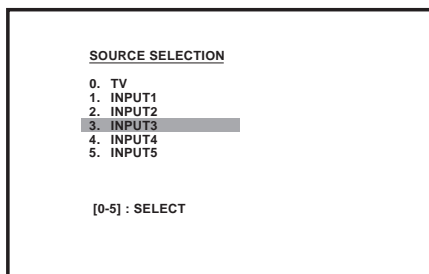 SOURCE SELECTION
0. TV
1. INPUT1
2. INPUT2
3. INPUT3
4. INPUT4
5. INPUT5
[0-5] : SELECT